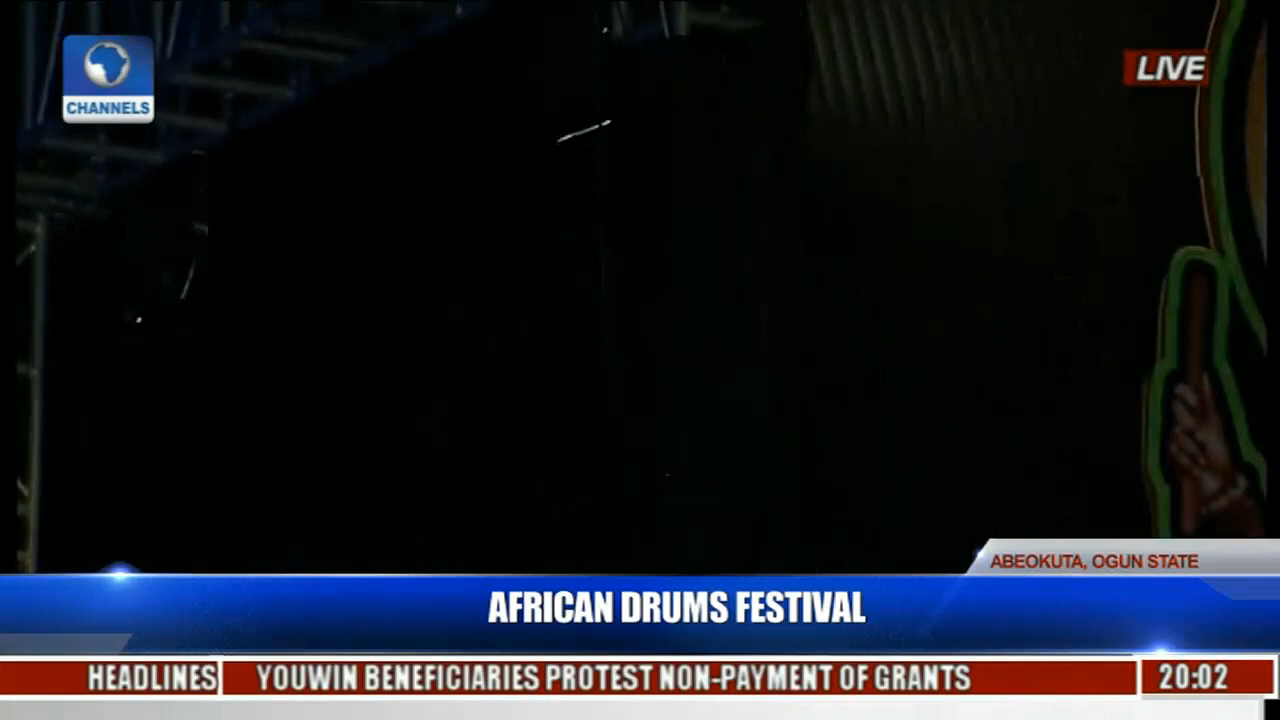 CHANNELS
LIVE
ABEOKUTA, OGUN STATE
AFRICAN DRUMS FESTIVAL
HEADLINES YOUWIN BENEFICIARIES PROTEST NON-PAYMENT OF GRANTS 20:02